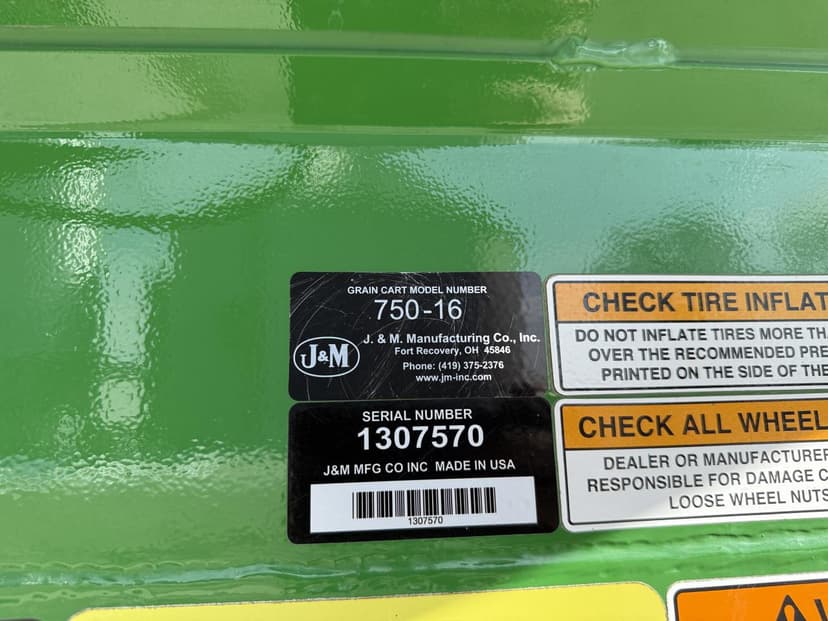 GRAIN CART MODEL NUMBER
750-16
J&M
J. & M. Manufacturing Co., Inc.
Fort Recovery, OH 45846
Phone: (419) 375-2376
www.jm-inc.com
SERIAL NUMBER
1307570
J&M MFG CO INC MADE IN USA
1307570
CHECK TIRE INFLAT
DO NOT INFLATE TIRES MORE TH
OVER THE RECOMMENDED PRE
PRINTED ON THE SIDE OF THE
CHECK ALL WHEEL
DEALER OR MANUFACTURER
RESPONSIBLE FOR DAMAGE C
LOOSE WHEEL NUTS